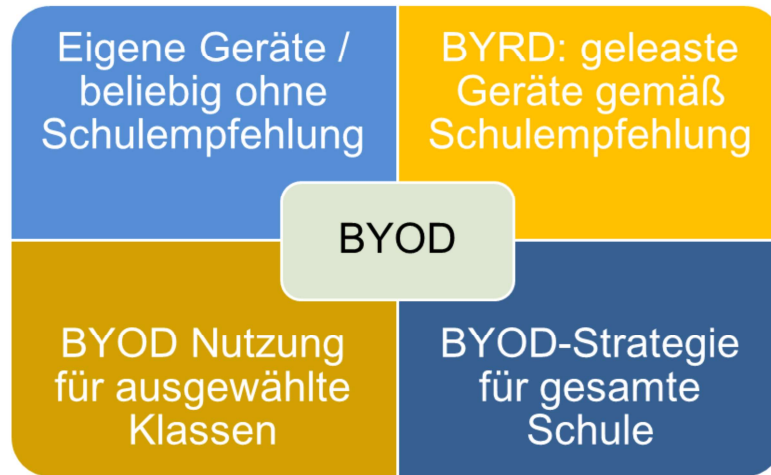 Eigene Geräte /
beliebig ohne
Schulempfehlung
BYRD: geleaste
Geräte gemäß
Schulempfehlung
BYOD
BYOD Nutzung
für ausgewählte
Klassen
BYOD-Strategie
für gesamte
Schule